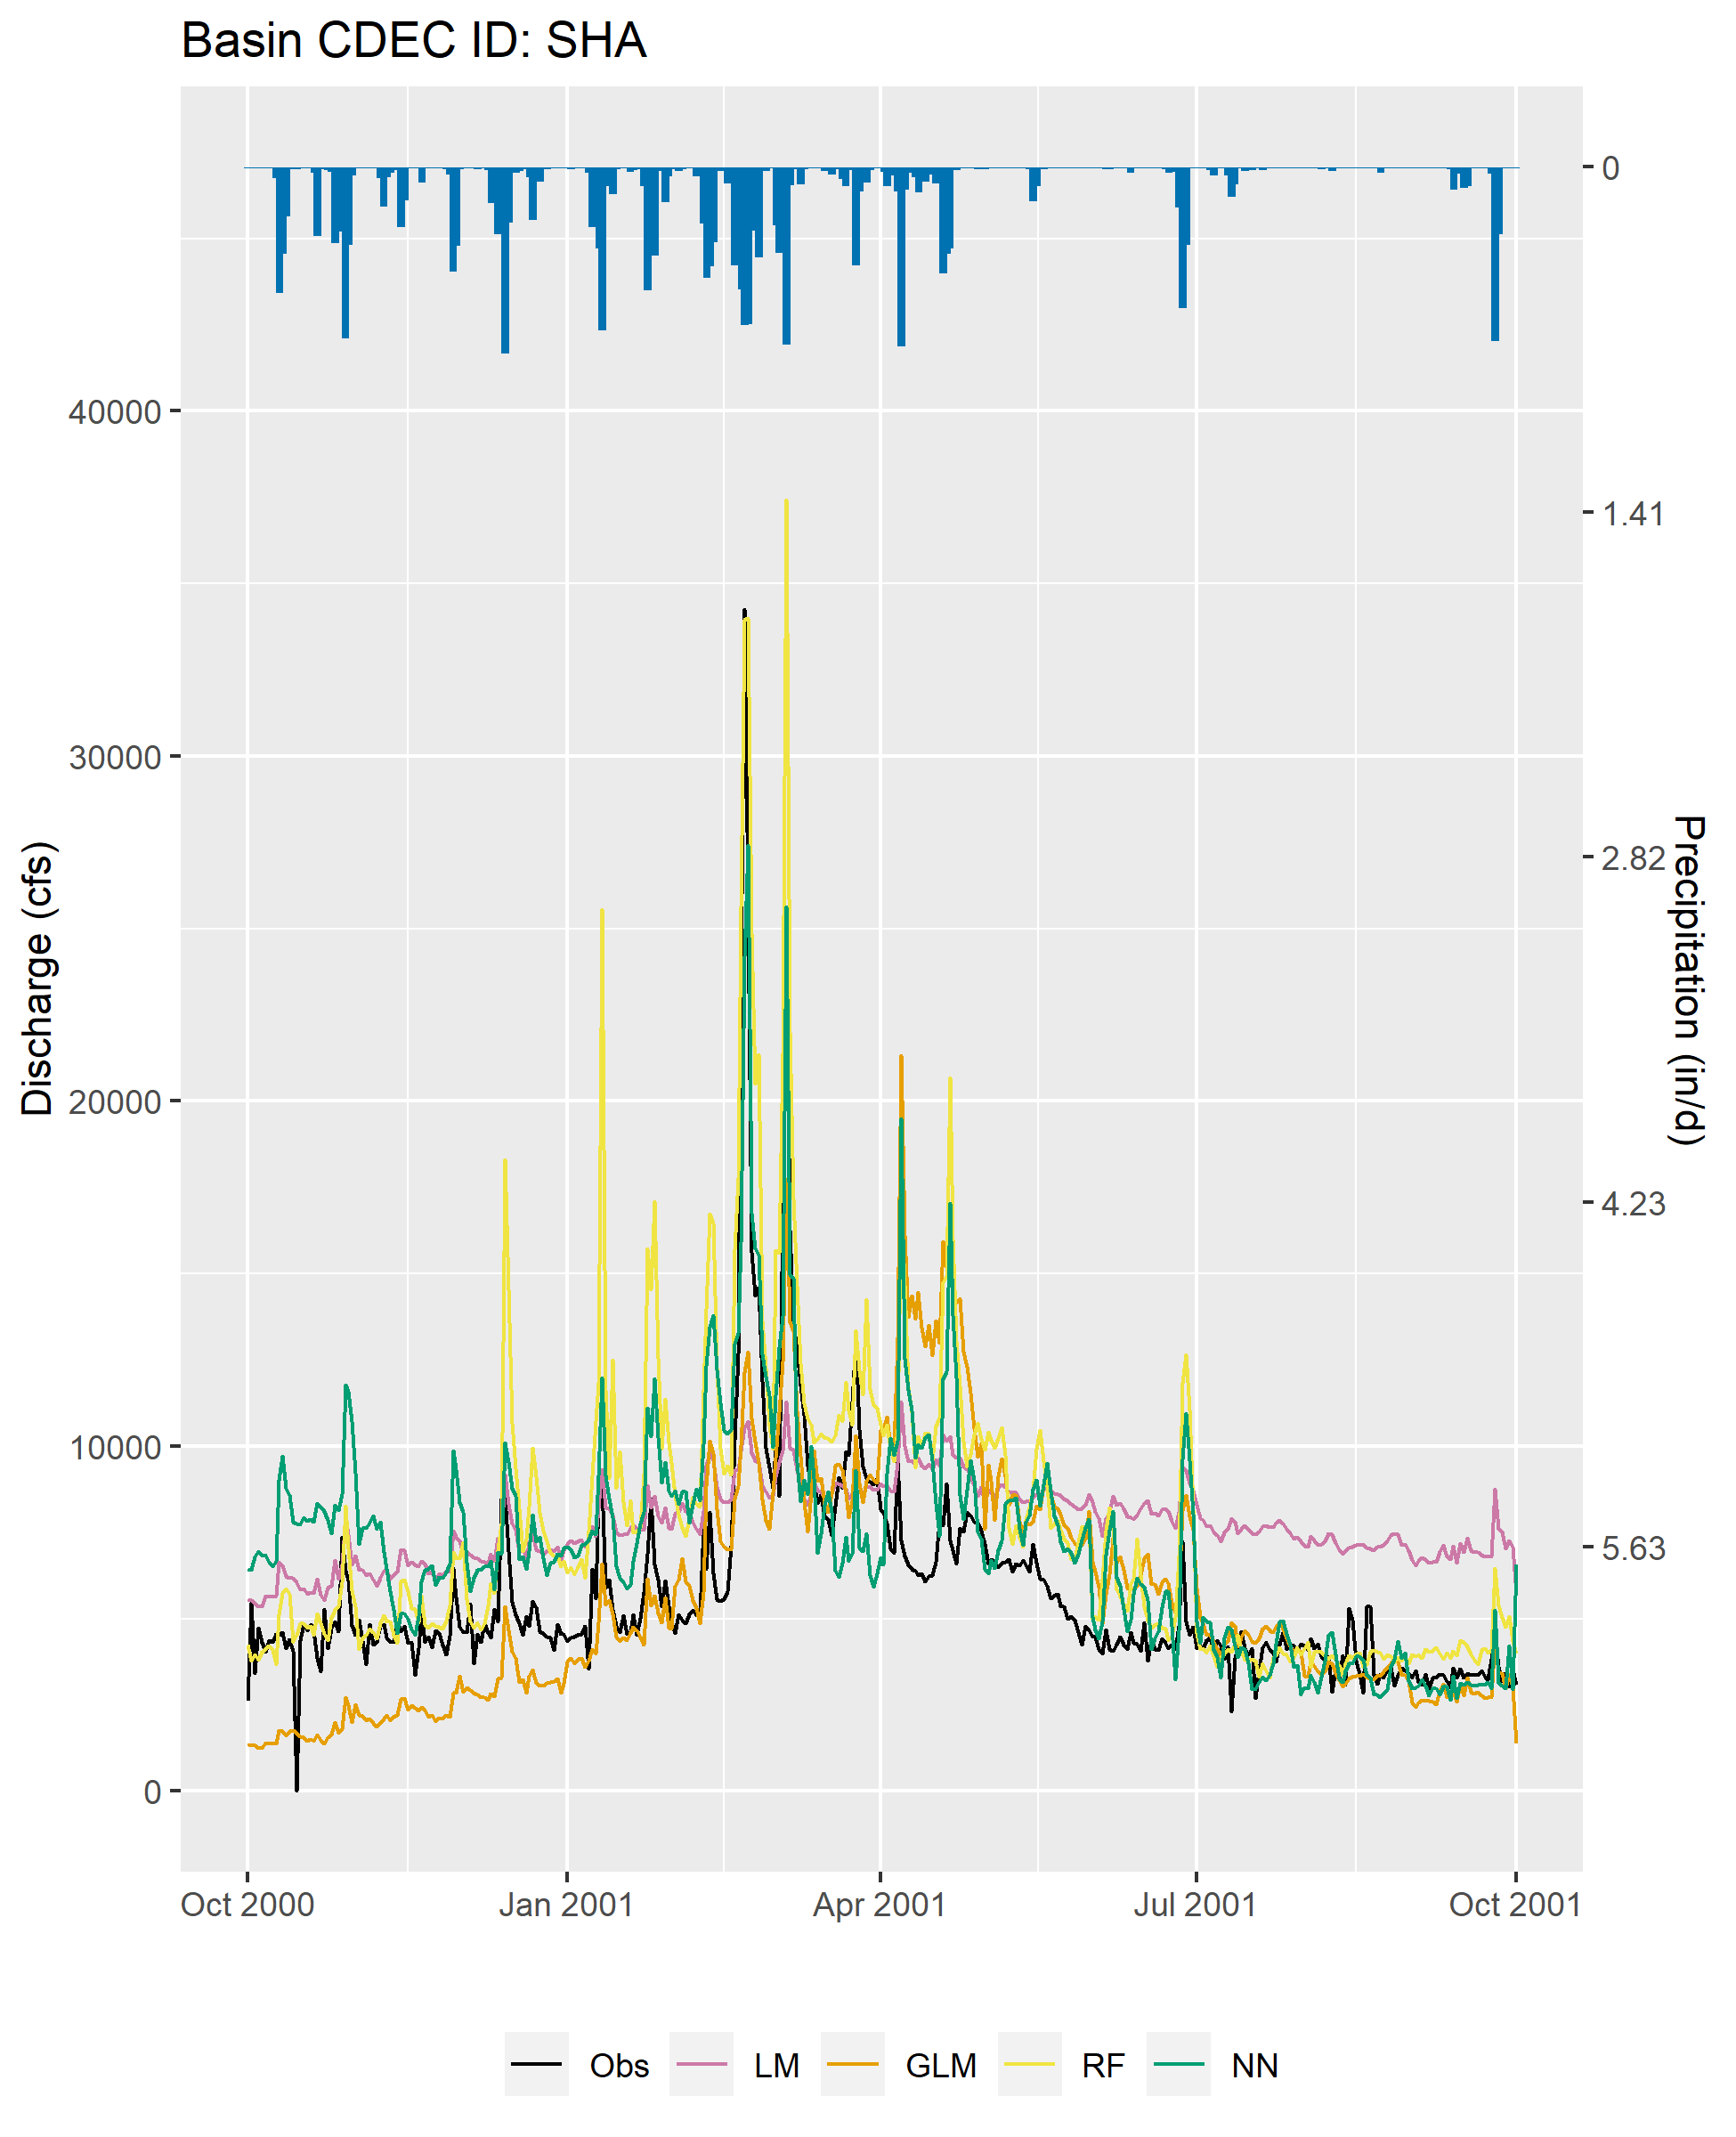 Basin CDEC ID: SHA
0
1.41
2.82
4.23
5.63
Precipitation (in/d)
40000
30000
20000
10000
0
Discharge (cfs)
Oct 2000 Jan 2001 Apr 2001 Jul 2001 Oct 2001
Obs LM GLM RF NN